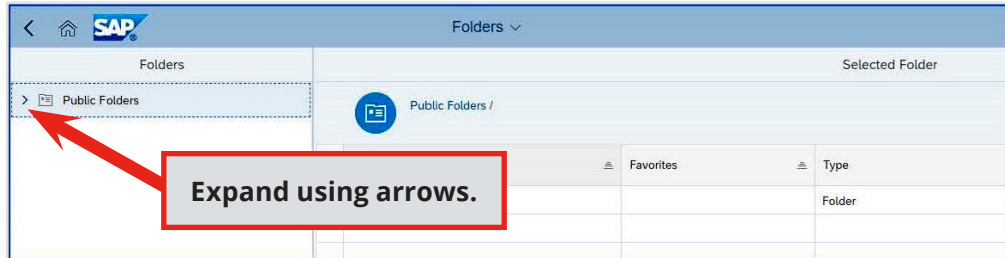 SAP
Folders
Folders
Selected Folder
Public Folders
Public Folders /
Expand using arrows.
Favorites
Type
Folder